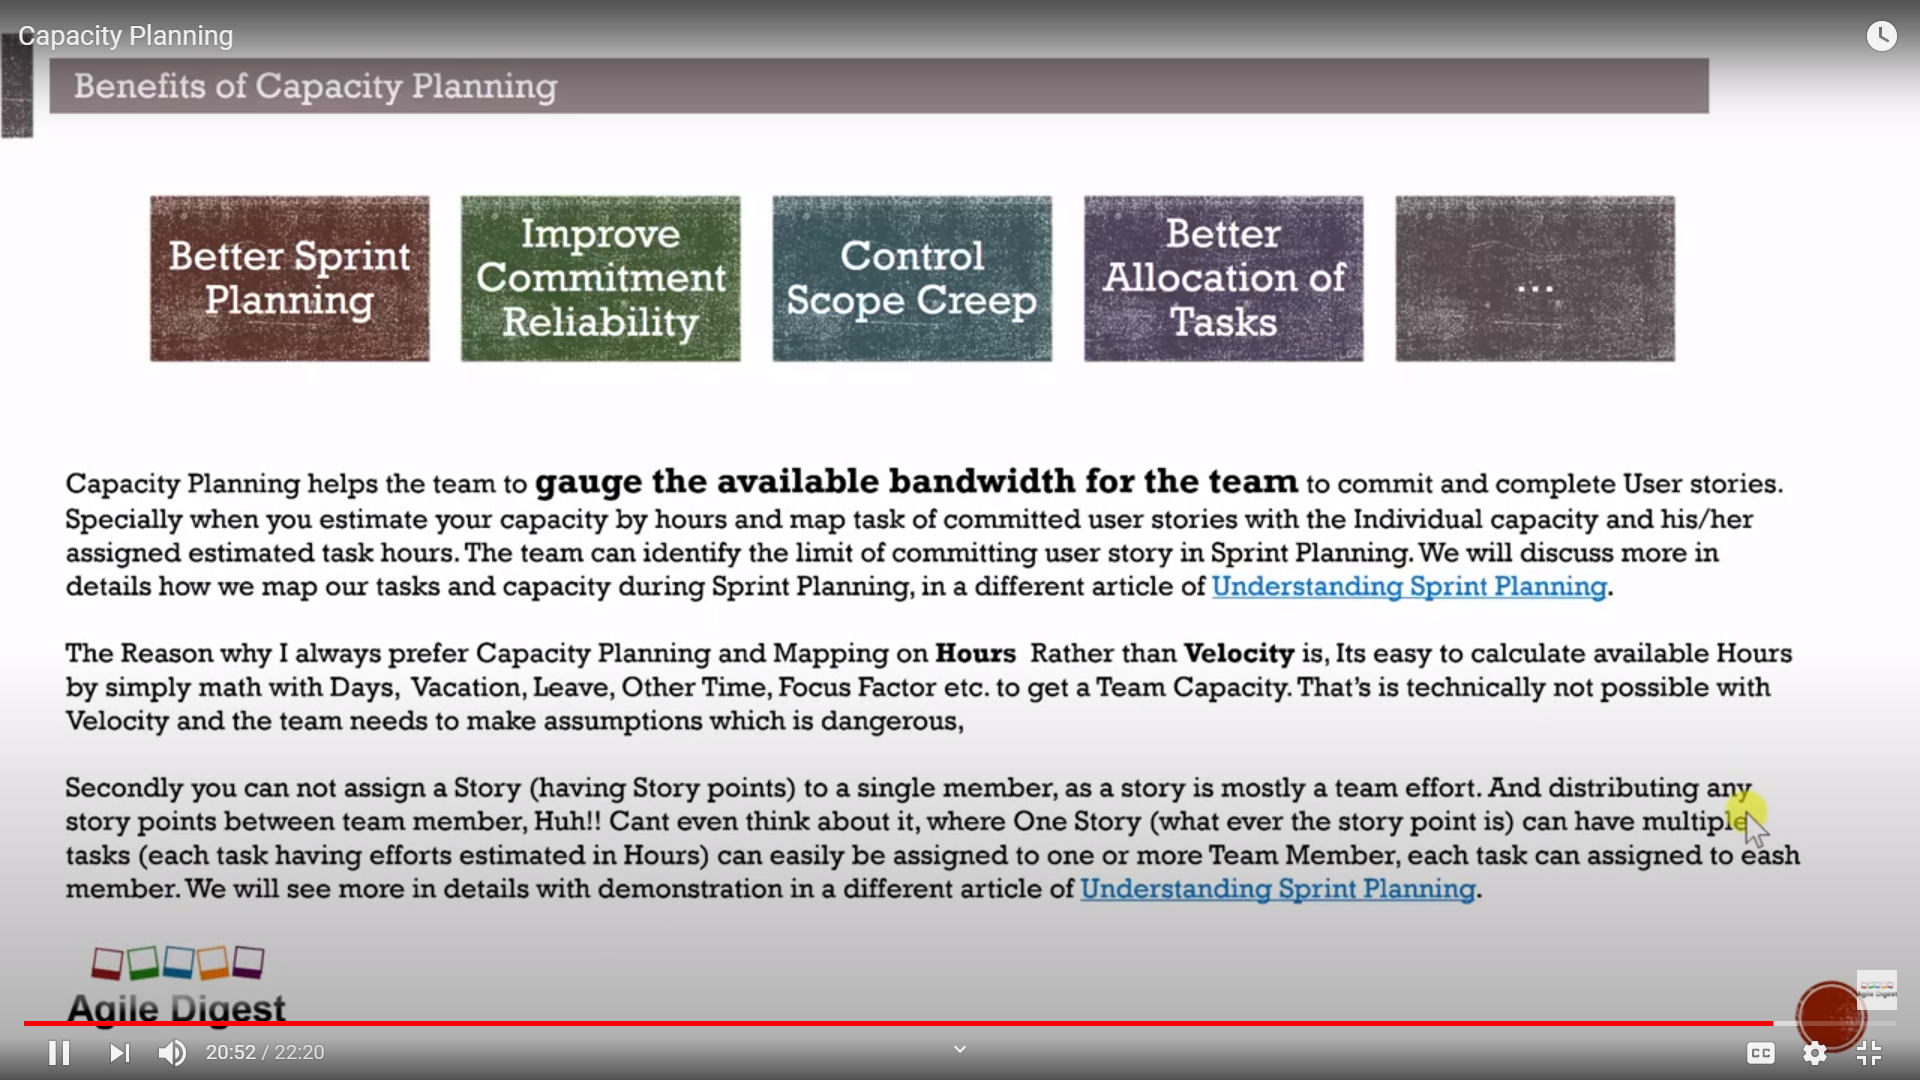 Capacity Planning
Benefits of Capacity Planning
Better Sprint
Planning
Improve
Commitment
Reliability
Control
Scope Creep
Better
Allocation of
Tasks
...
Capacity Planning helps the team to gauge the available bandwidth for the team to commit and complete User stories.
Specially when you estimate your capacity by hours and map task of committed user stories with the Individual capacity and his/her
assigned estimated task hours. The team can identify the limit of committing user story in Sprint Planning. We will discuss more in
details how we map our tasks and capacity during Sprint Planning, in a different article of Understanding Sprint Planning.
The Reason why I always prefer Capacity Planning and Mapping on Hours Rather than Velocity is, Its easy to calculate available Hours
by simply math with Days, Vacation, Leave, Other Time, Focus Factor etc. to get a Team Capacity. That's is technically not possible with
Velocity and the team needs to make assumptions which is dangerous,
Secondly you can not assign a Story (having Story points) to a single member, as a story is mostly a team effort. And distributing any
story points between team member, Huh!! Cant even think about it, where One Story (what ever the story point is) can have multiple
tasks (each task having efforts estimated in Hours) can easily be assigned to one or more Team Member, each task can assigned to eash
member. We will see more in details with demonstration in a different article of Understanding Sprint Planning.
Agile Digest
Agile Digest
20:52 / 22:20
CC